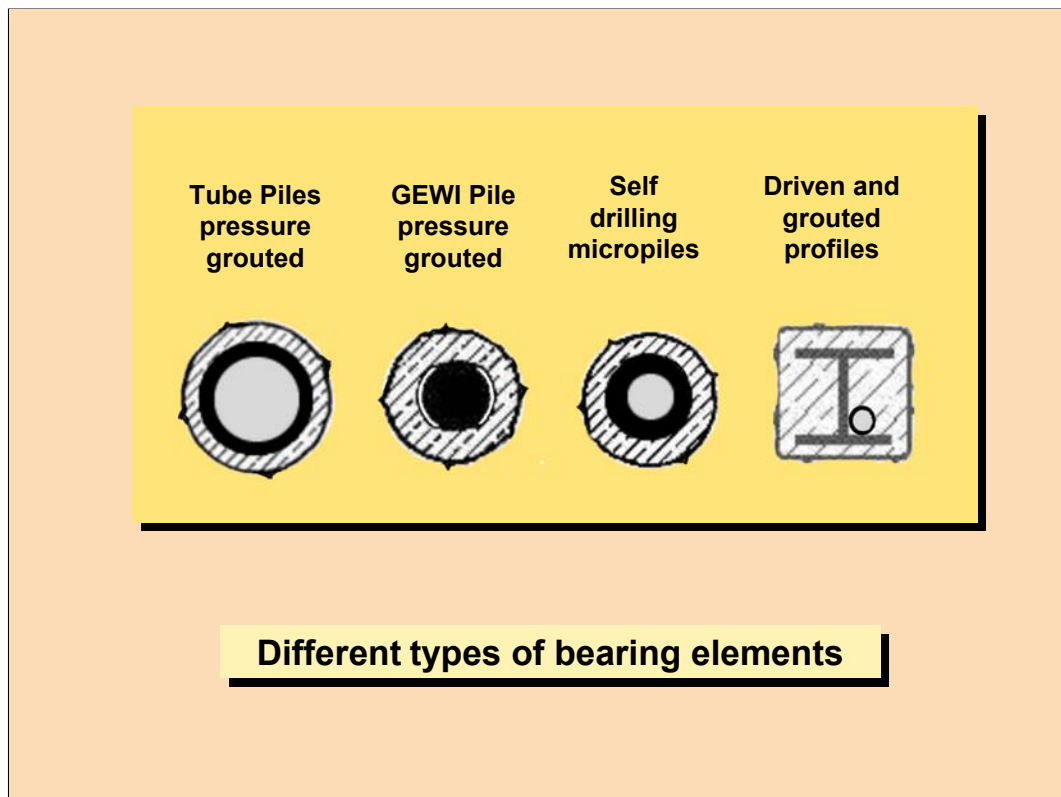 Tube Piles
pressure
grouted
GEWI Pile
pressure
grouted
Self
drilling
micropiles
Driven and
grouted
profiles
Different types of bearing elements